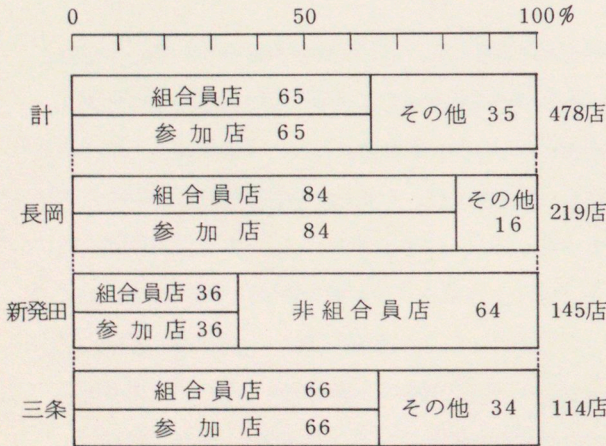 0 50 100%
組合員店 65
計 その他 35 478店
参加店 65
組合員店 84 その他
長岡 219店
参加店 84 16
組合員店 36
新発田 非組合員店 64 145店
参加店 36
組合員店 66
三条 その他 34 114店
参加店 66